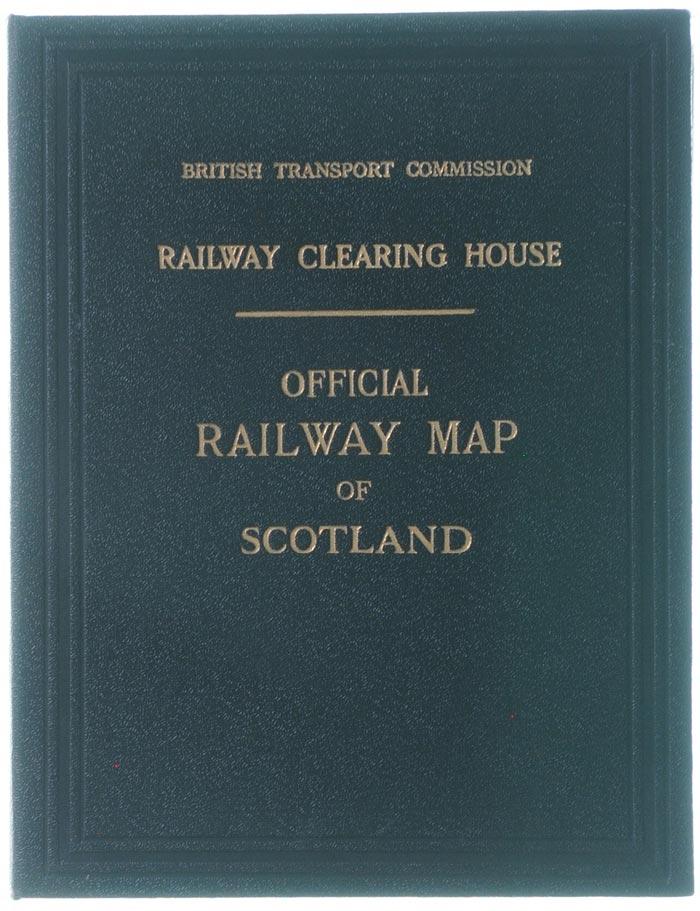 BRITISH TRANSPORT COMMISSION
RAILWAY CLEARING HOUSE
OFFICIAL
RAILWAY MAP
OF
SCOTLAND